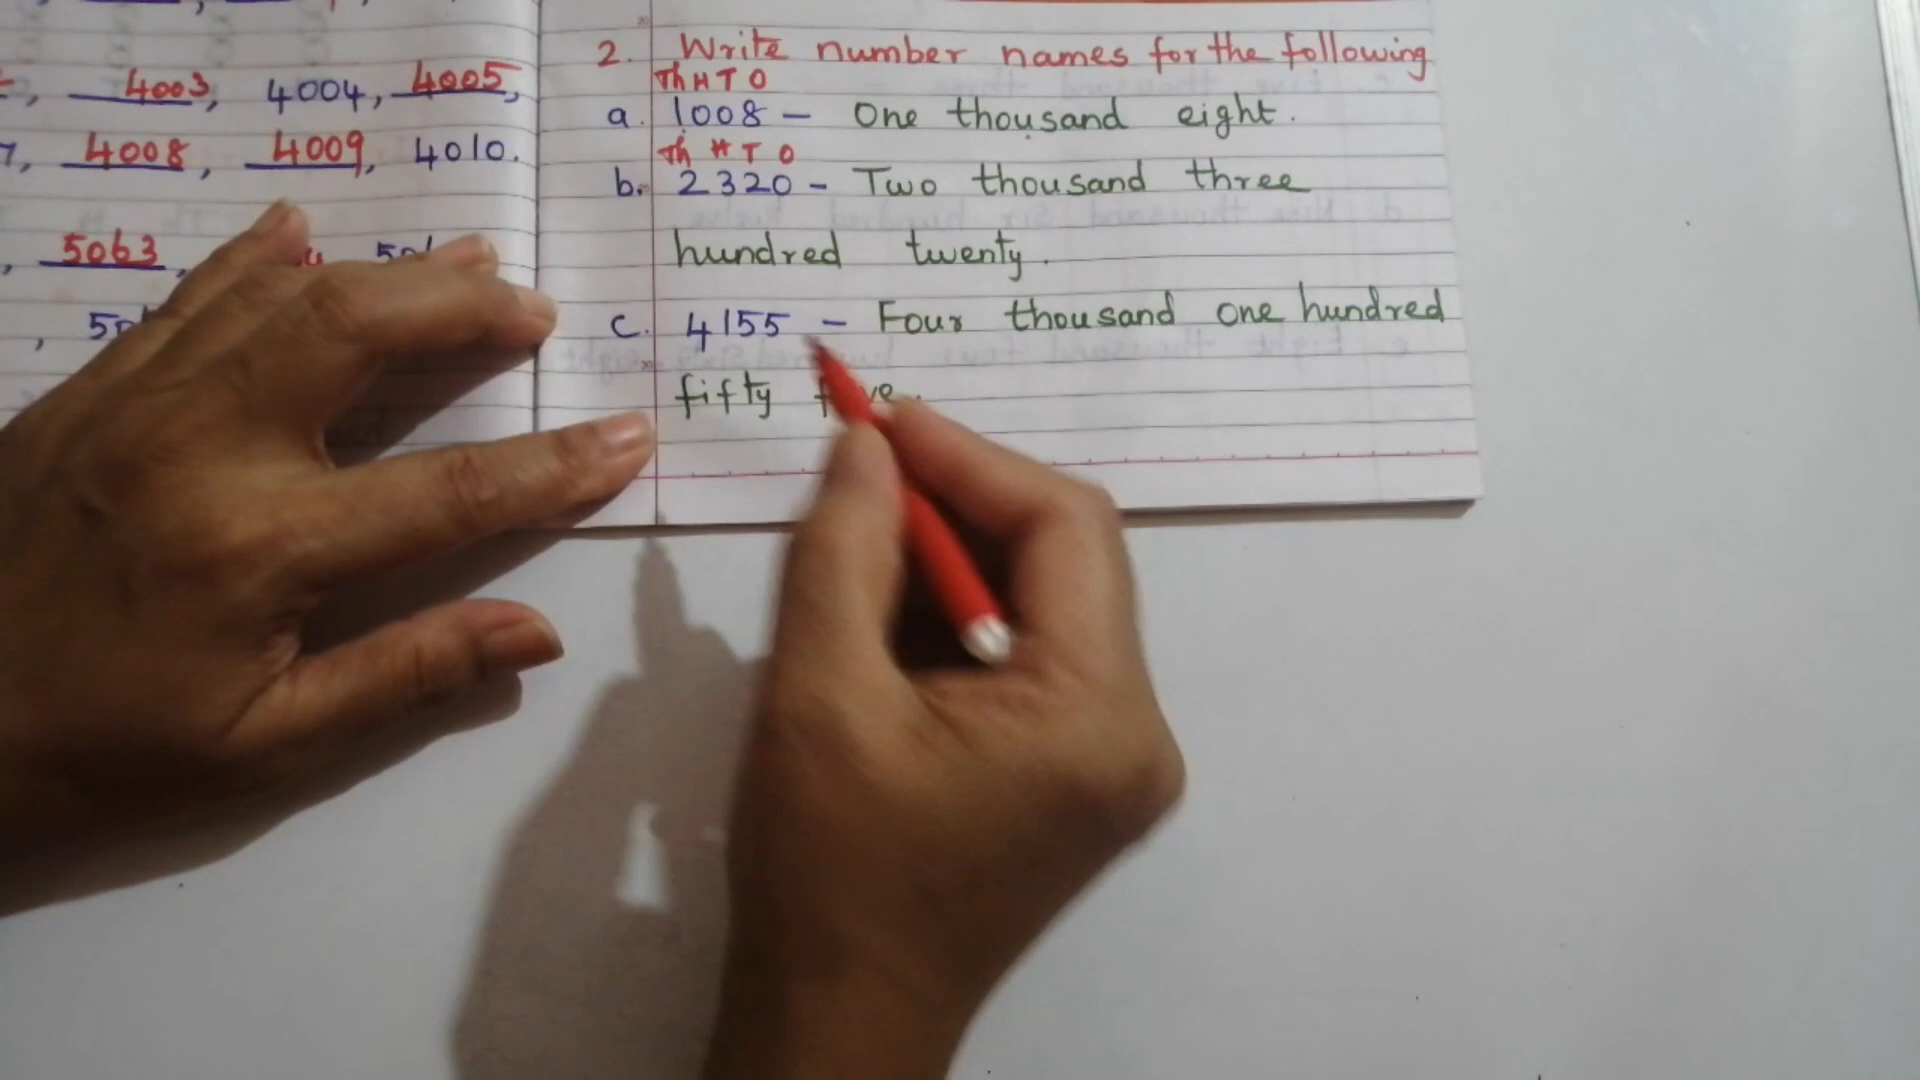 4003, 4004, 4005,
4008, 4009, 4010.
, 5063,
2. Write number names for the following
Th H T O
a. 1008 — One thousand eight.
Th H T O
b. 2320 - Two thousand three
hundred twenty.
c. 4155 — Four thousand one hundred
fifty